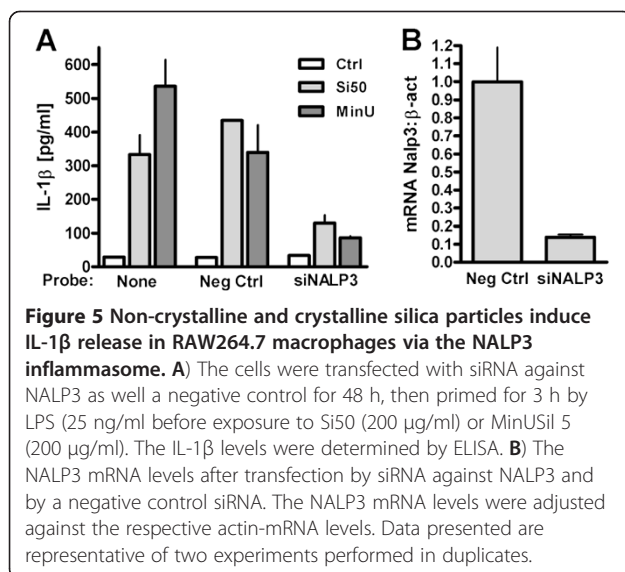 A
600
500
400
300
200
100
0
IL-1β [pg/ml]
Ctrl
Si50
MinU
Probe: None Neg Ctrl siNALP3
B
1.2
1.1
1.0
0.9
0.8
0.7
0.6
0.5
0.4
0.3
0.2
0.1
0.0
mRNA Nalp3:β-act
Neg Ctrl siNALP3
Figure 5 Non-crystalline and crystalline silica particles induce
IL-1β release in RAW264.7 macrophages via the NALP3
inflammasome. A) The cells were transfected with siRNA against
NALP3 as well a negative control for 48 h, then primed for 3 h by
LPS (25 ng/ml before exposure to Si50 (200 μg/ml) or MinUSil 5
(200 μg/ml). The IL-1β levels were determined by ELISA. B) The
NALP3 mRNA levels after transfection by siRNA against NALP3 and
by a negative control siRNA. The NALP3 mRNA levels were adjusted
against the respective actin-mRNA levels. Data presented are
representative of two experiments performed in duplicates.